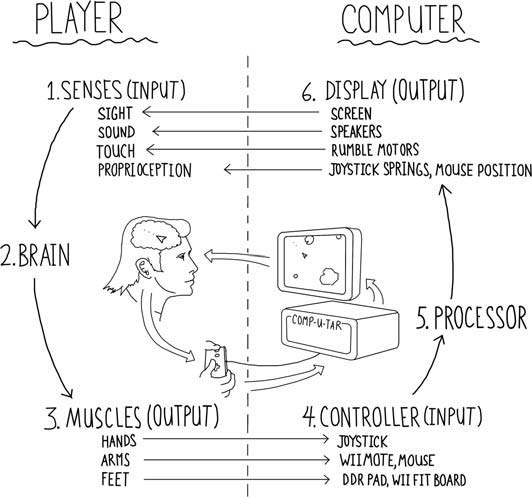 PLAYER
COMPUTER
1. SENSES (INPUT)
SIGHT
SOUND
TOUCH
PROPRIOCEPTION
6. DISPLAY (OUTPUT)
SCREEN
SPEAKERS
RUMBLE MOTORS
JOYSTICK SPRINGS, MOUSE POSITION
2. BRAIN
COMP-U-TAR
5. PROCESSOR
3. MUSCLES (OUTPUT)
HANDS
ARMS
FEET
4. CONTROLLER (INPUT)
JOYSTICK
WIIMOTE, MOUSE
DDR PAD, WII FIT BOARD